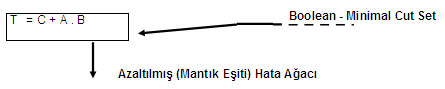 T = C + A . B
Boolean - Minimal Cut Set
Azaltılmış (Mantık Eşiti) Hata Ağacı